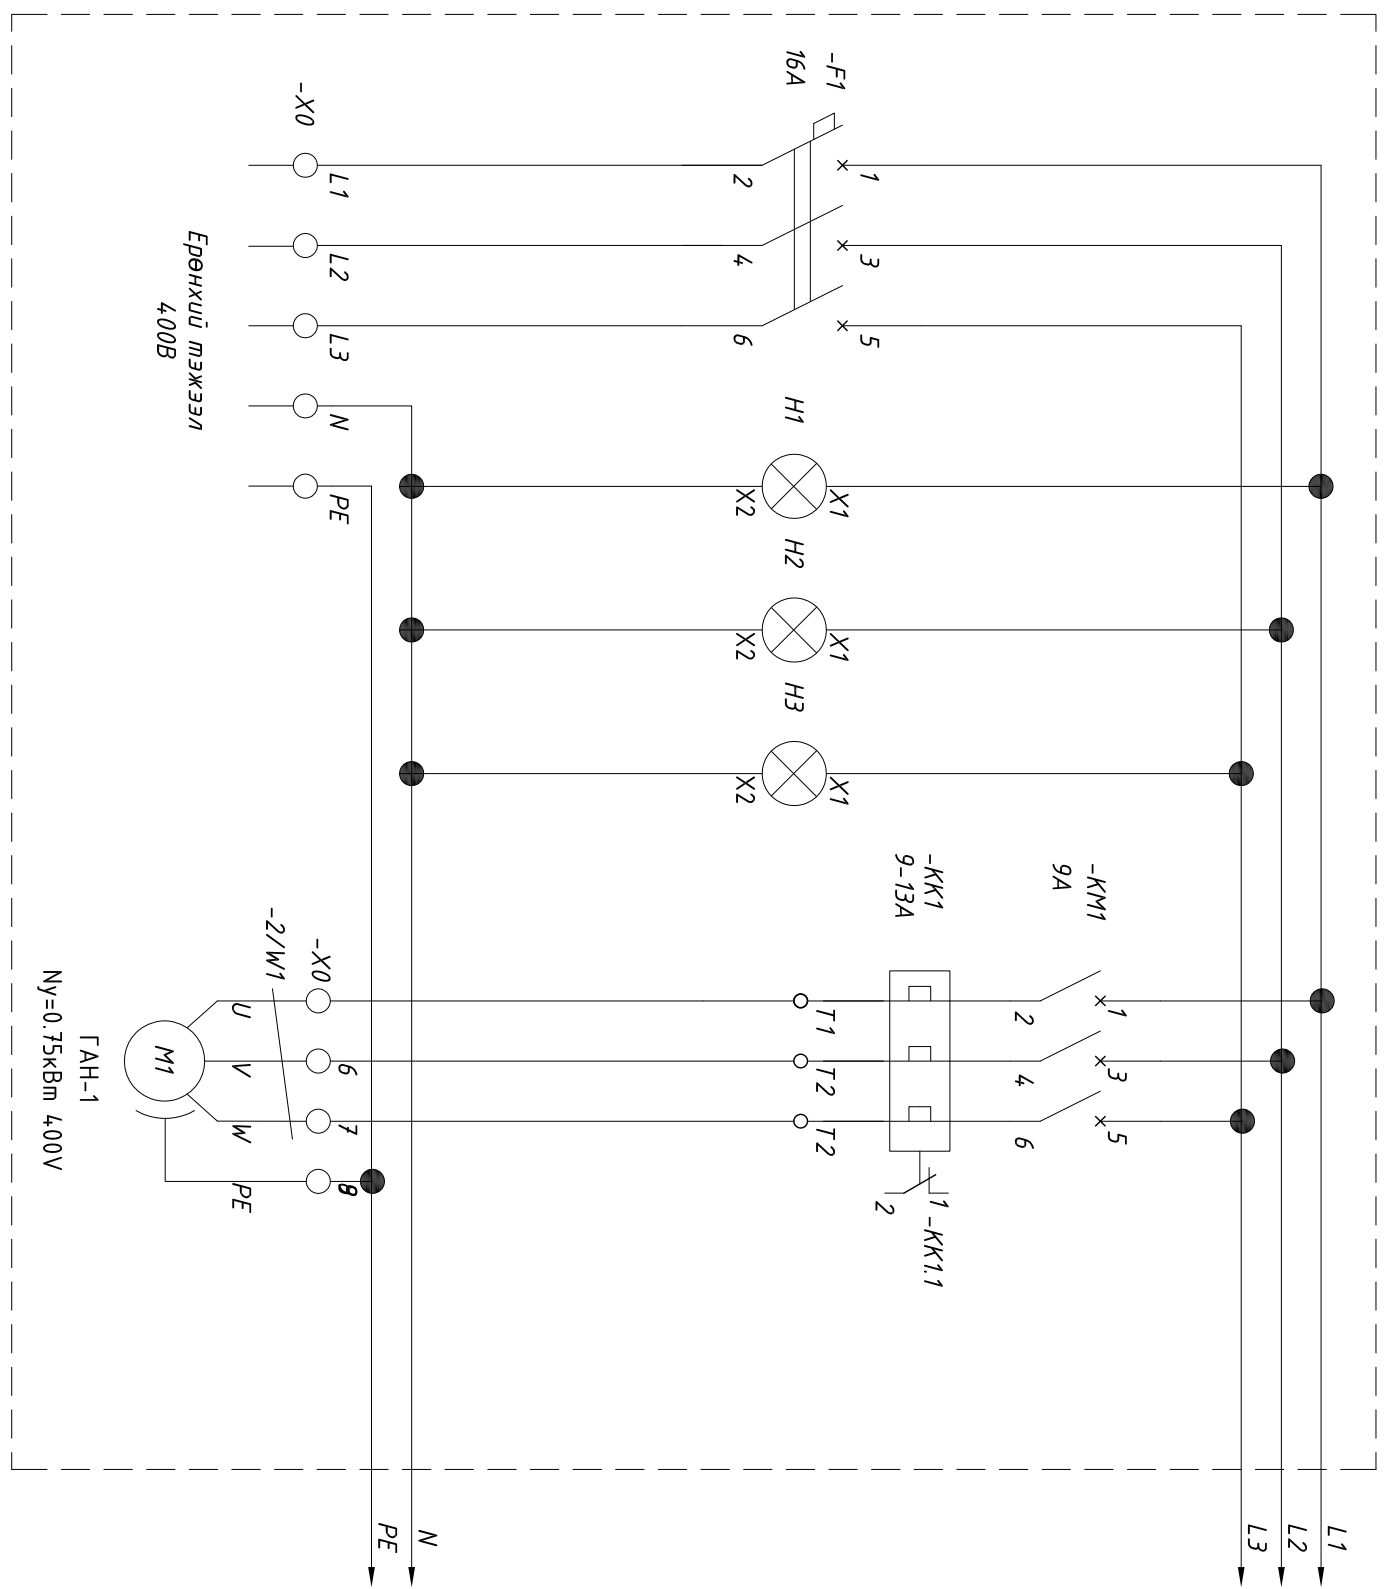 -F1
16A
-X0
L1
L2
L3
N
PE
2
1
4
3
6
5
Ерөнхий тэжээл
400В
H1
X2
X1
H2
X2
X1
H3
X2
X1
-KM1
9A
-KK1
9-13A
1
2
3
4
5
6
T1
T2
T2
1
2
-KK1.1
-X0
-2/W1
U
V
6
W
7
PE
8
M1
ГАН-1
Ny=0.75кВт 400V
L1
L2
L3
N
PE